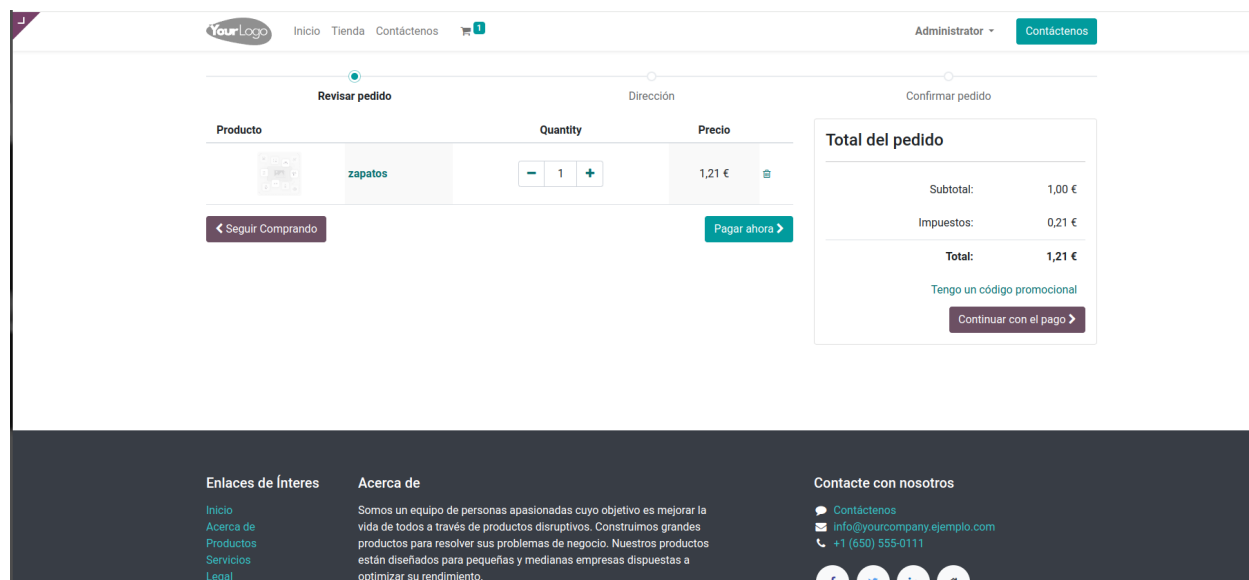 YourLogo Inicio Tienda Contáctenos 1 Administrator Contáctenos
Revisar pedido Dirección Confirmar pedido
Producto Quantity Precio
zapatos 1 1,21 €
Seguir Comprando Pagar ahora
Total del pedido
Subtotal: 1,00 €
Impuestos: 0,21 €
Total: 1,21 €
Tengo un código promocional
Continuar con el pago
Enlaces de Ínteres
Inicio
Acerca de
Productos
Servicios
Legal
Acerca de
Somos un equipo de personas apasionadas cuyo objetivo es mejorar la
vida de todos a través de productos disruptivos. Construimos grandes
productos para resolver sus problemas de negocio. Nuestros productos
están diseñados para pequeñas y medianas empresas dispuestas a
optimizar su rendimiento.
Contacte con nosotros
Contáctenos
info@yourcompany.ejemplo.com
+1 (650) 555-0111